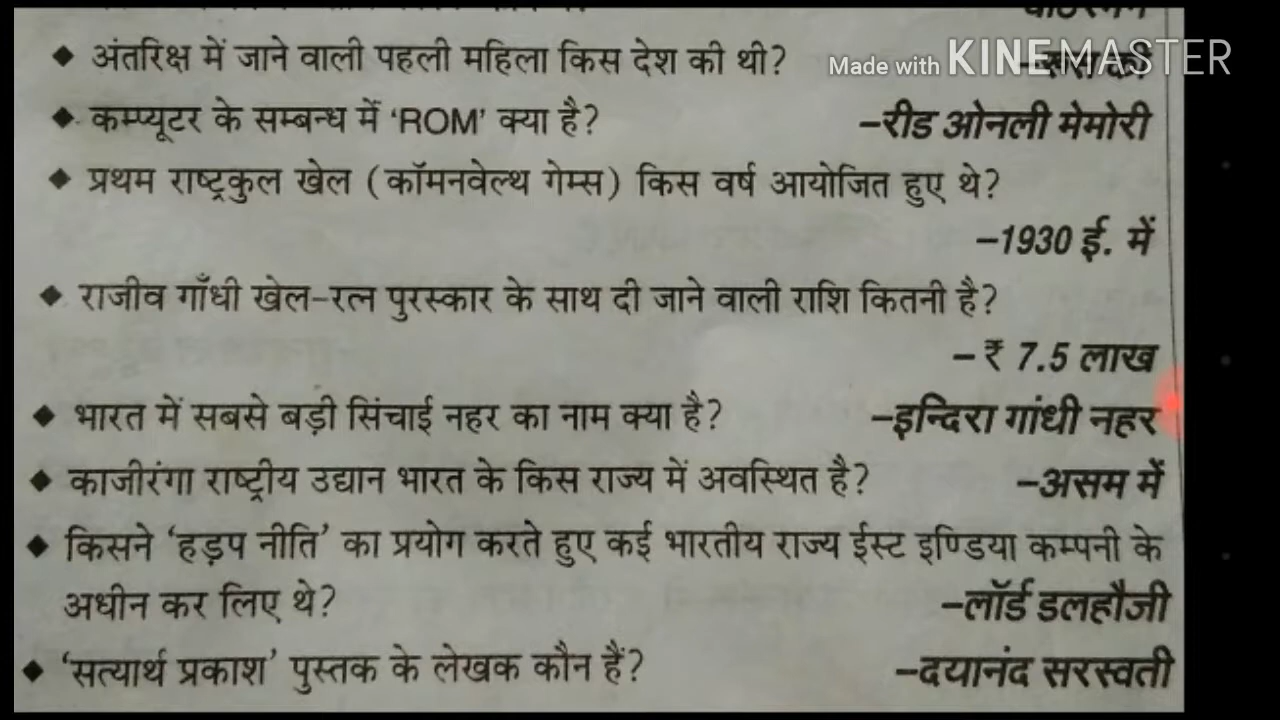 ◆ अंतरिक्ष में जाने वाली पहली महिला किस देश की थी? –रूस की
Made with KINEMASTER
◆ कम्प्यूटर के सम्बन्ध में ‘ROM’ क्या है? –रीड ओनली मेमोरी
◆ प्रथम राष्ट्रकुल खेल (कॉमनवेल्थ गेम्स) किस वर्ष आयोजित हुए थे?
–1930 ई. में
◆ राजीव गाँधी खेल-रत्न पुरस्कार के साथ दी जाने वाली राशि कितनी है?
– ₹ 7.5 लाख
◆ भारत में सबसे बड़ी सिंचाई नहर का नाम क्या है? –इन्दिरा गांधी नहर
◆ काजीरंगा राष्ट्रीय उद्यान भारत के किस राज्य में अवस्थित है? –असम में
◆ किसने ‘हड़प नीति’ का प्रयोग करते हुए कई भारतीय राज्य ईस्ट इण्डिया कम्पनी के
अधीन कर लिए थे? –लॉर्ड डलहौजी
◆ ‘सत्यार्थ प्रकाश’ पुस्तक के लेखक कौन हैं? –दयानंद सरस्वती